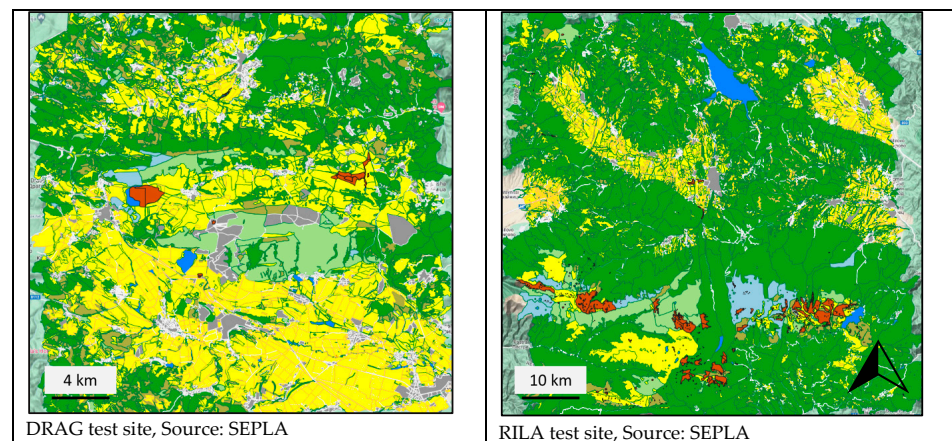 4 km
10 km
DRAG test site, Source: SEPLA
RILA test site, Source: SEPLA